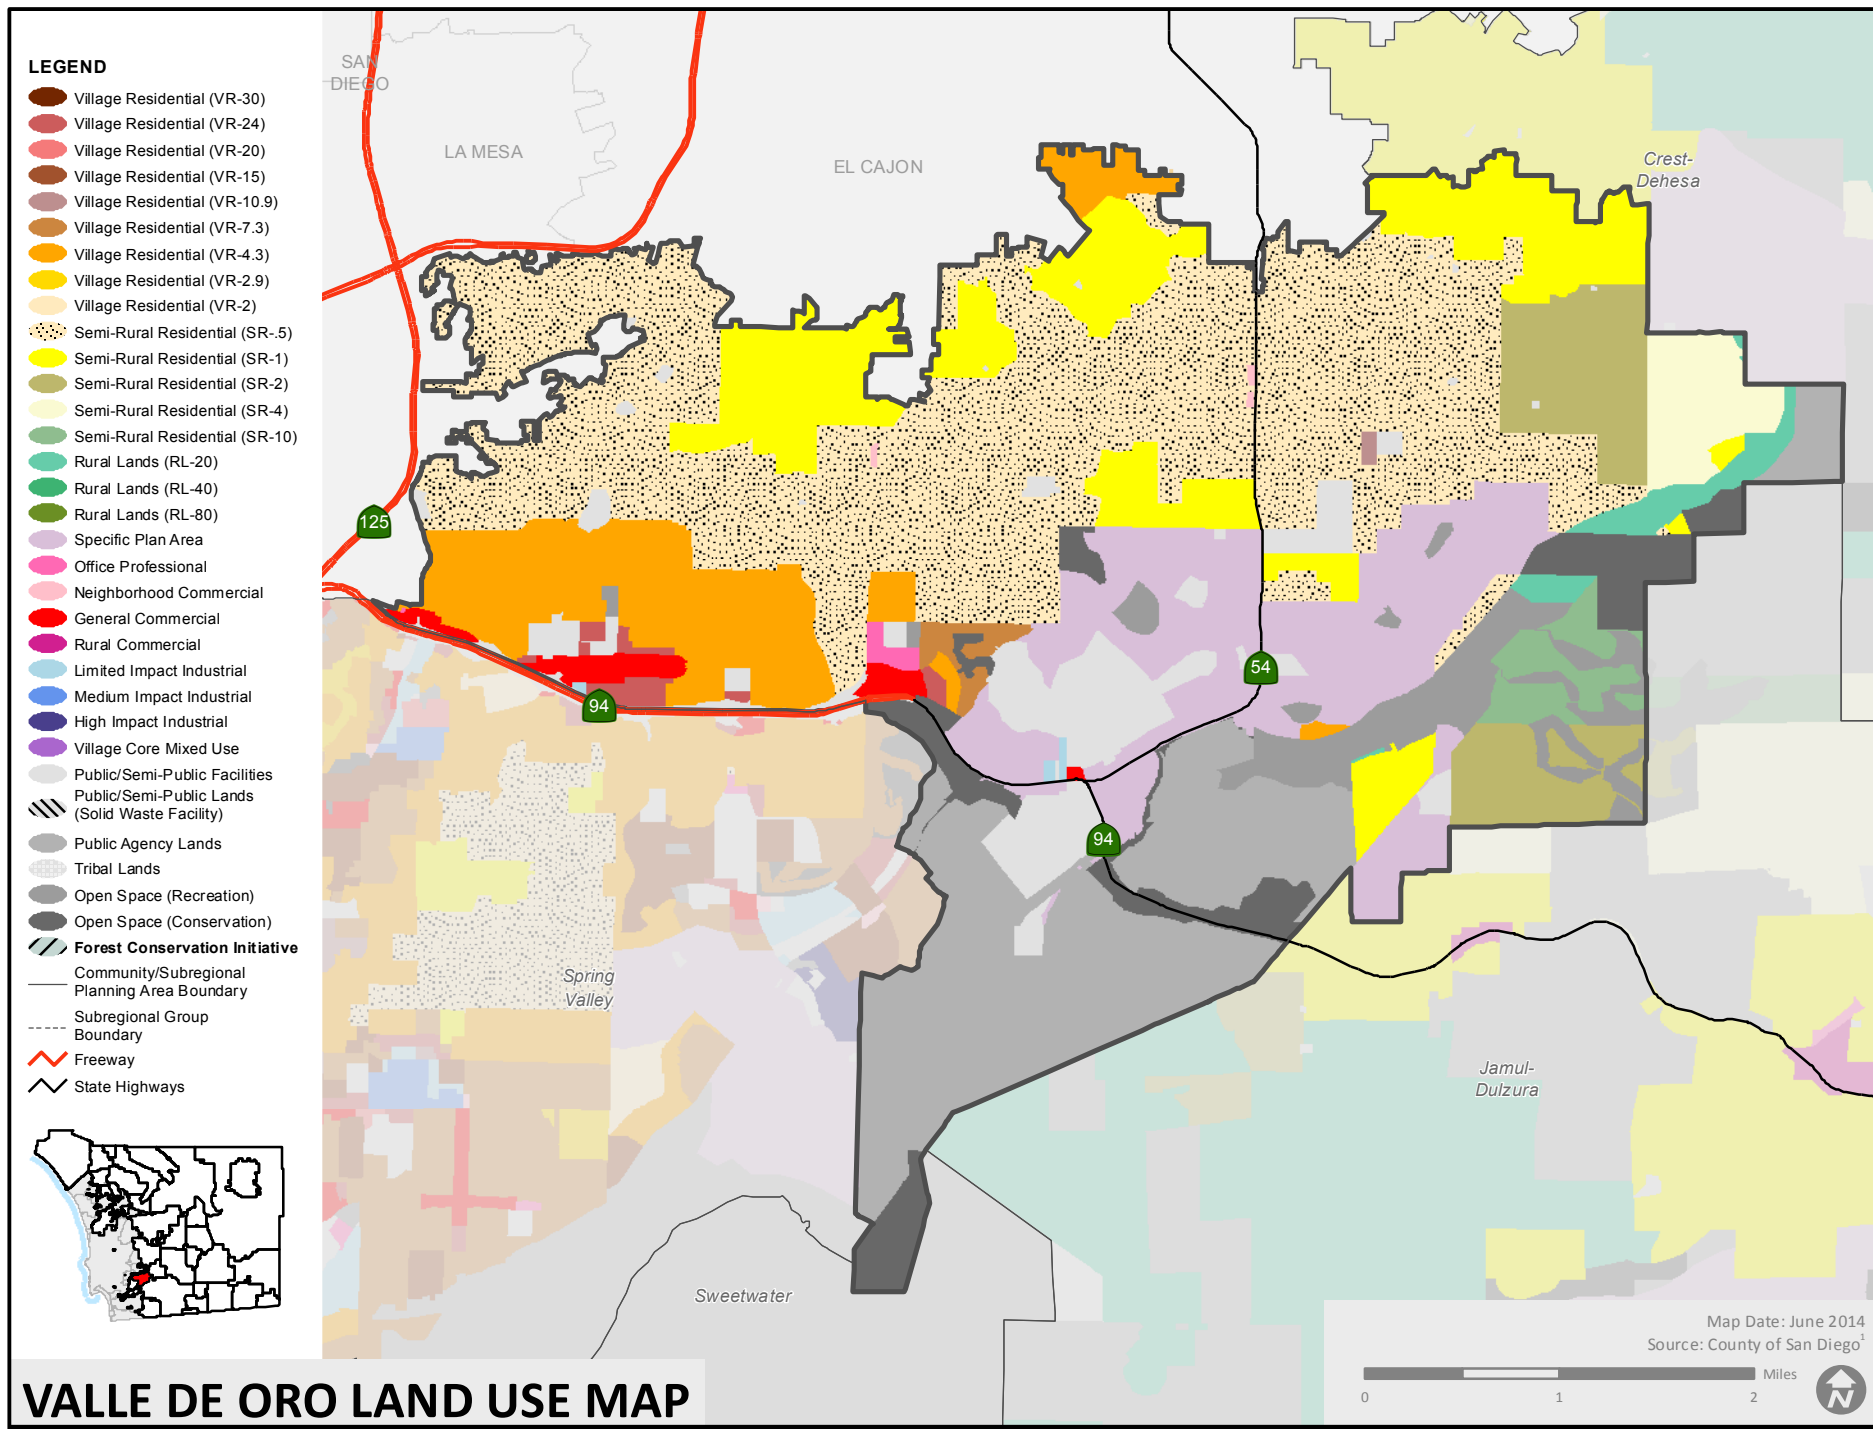 LEGEND
Village Residential (VR-30)
Village Residential (VR-24)
Village Residential (VR-20)
Village Residential (VR-15)
Village Residential (VR-10.9)
Village Residential (VR-7.3)
Village Residential (VR-4.3)
Village Residential (VR-2.9)
Village Residential (VR-2)
Semi-Rural Residential (SR-.5)
Semi-Rural Residential (SR-1)
Semi-Rural Residential (SR-2)
Semi-Rural Residential (SR-4)
Semi-Rural Residential (SR-10)
Rural Lands (RL-20)
Rural Lands (RL-40)
Rural Lands (RL-80)
Specific Plan Area
Office Professional
Neighborhood Commercial
General Commercial
Rural Commercial
Limited Impact Industrial
Medium Impact Industrial
High Impact Industrial
Village Core Mixed Use
Public/Semi-Public Facilities
Public/Semi-Public Lands
(Solid Waste Facility)
Public Agency Lands
Tribal Lands
Open Space (Recreation)
Open Space (Conservation)
Forest Conservation Initiative
Community/Subregional
Planning Area Boundary
Subregional Group
Boundary
Freeway
State Highways
SAN
DIEGO
LA MESA
EL CAJON
Crest-
Dehesa
125
54
94
94
Spring
Valley
Jamul-
Dulzura
Sweetwater
Map Date: June 2014
Source: County of San Diego1
Miles
0
1
2
N
VALLE DE ORO LAND USE MAP